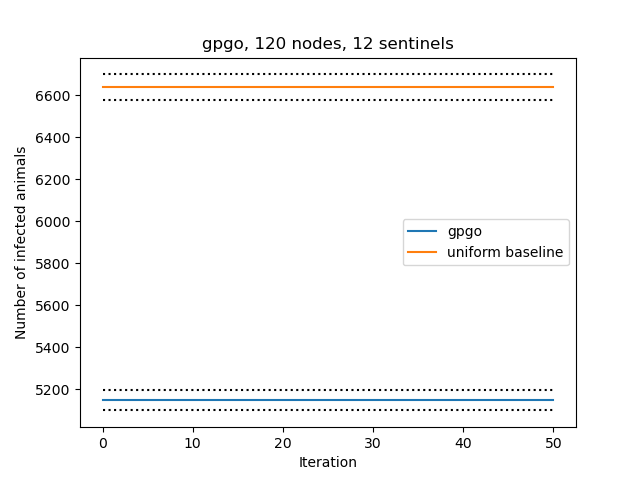 gpgo, 120 nodes, 12 sentinels
Number of infected animals
6600
6400
6200
6000
5800
5600
5400
5200
gpgo
uniform baseline
0 10 20 30 40 50
Iteration